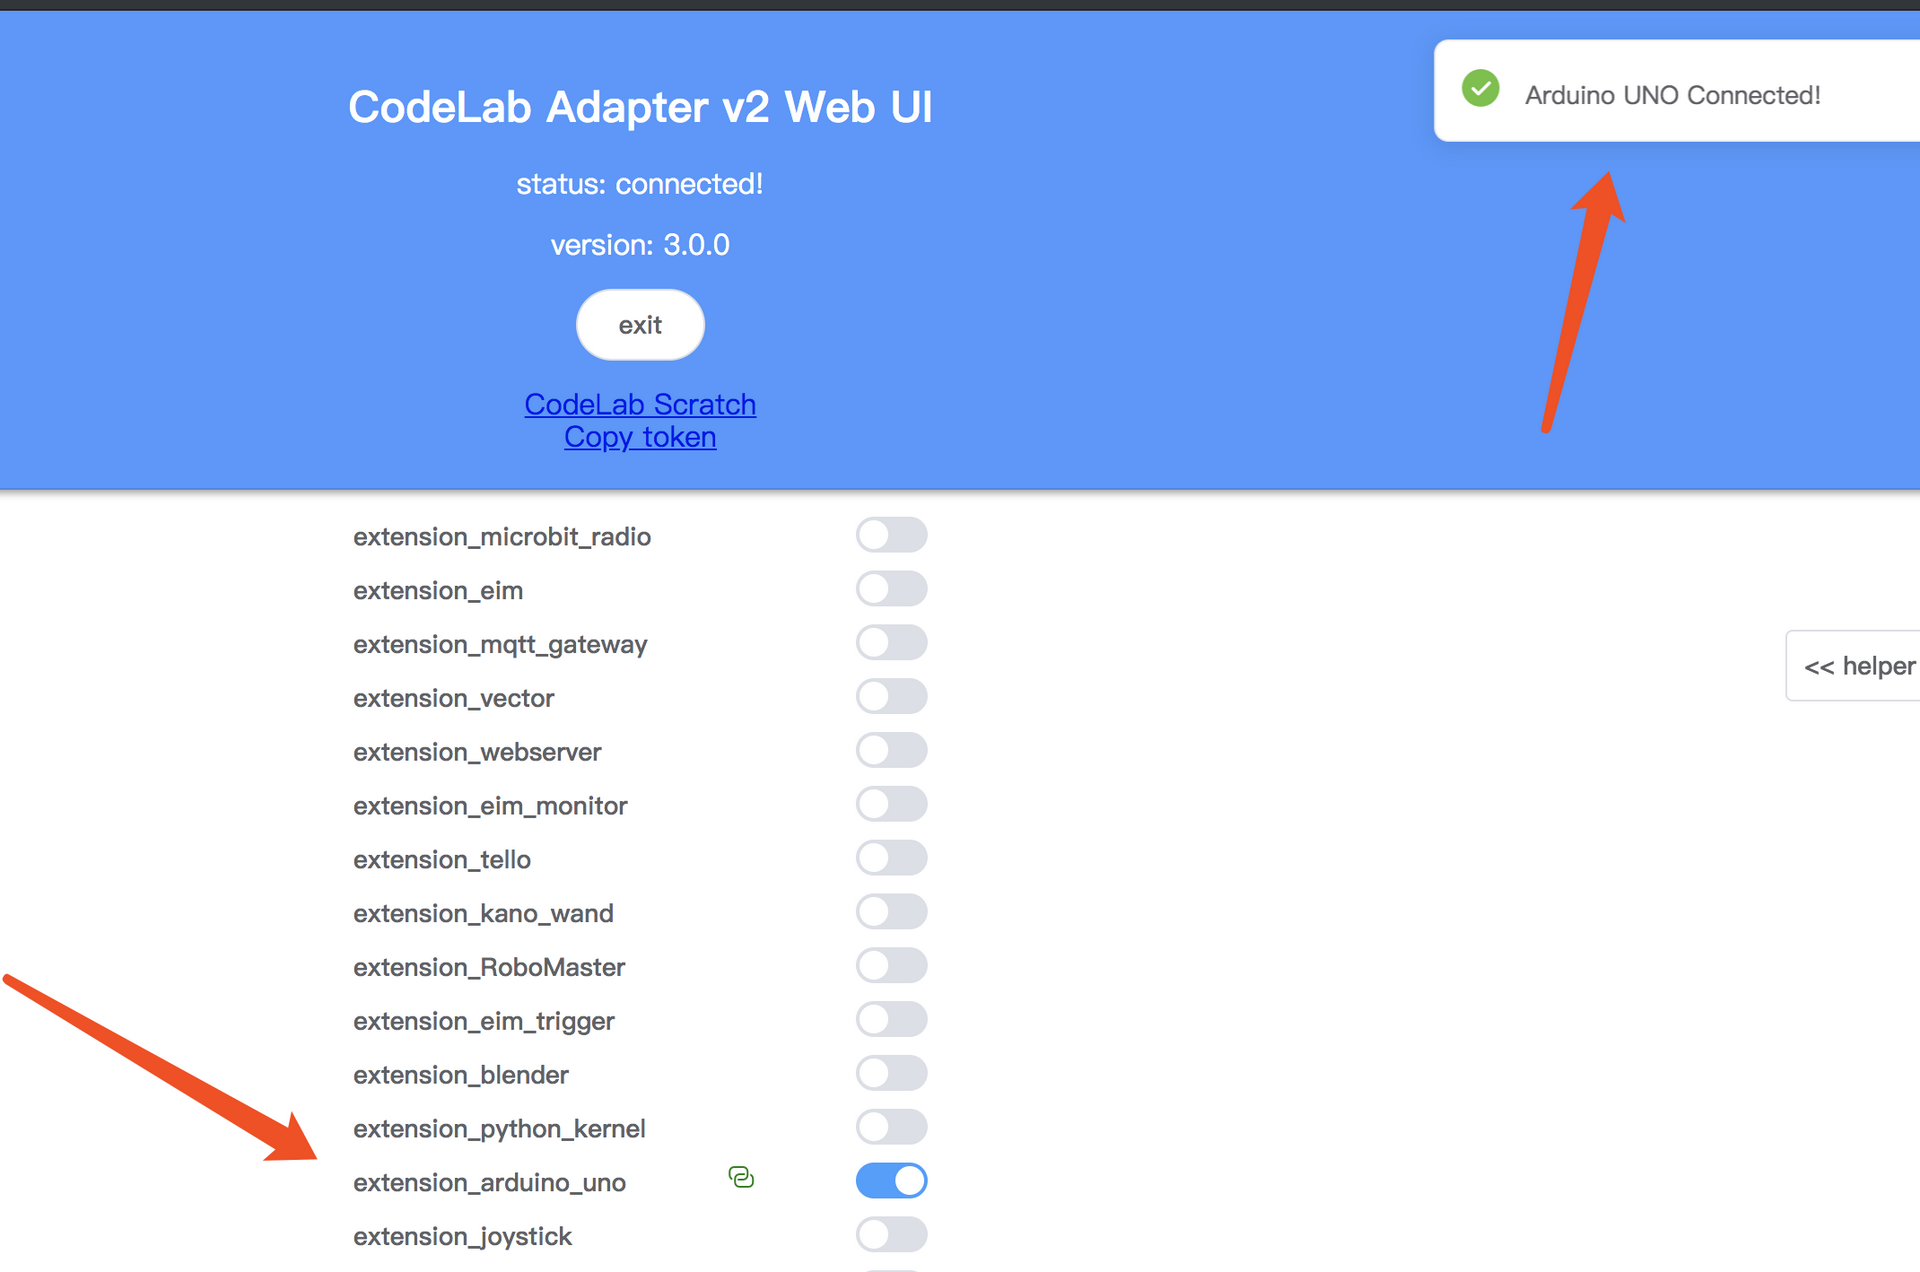 CodeLab Adapter v2 Web UI
Arduino UNO Connected!
status: connected!
version: 3.0.0
exit
CodeLab Scratch
Copy token
extension_microbit_radio
extension_eim
extension_mqtt_gateway
<< helper
extension_vector
extension_webserver
extension_eim_monitor
extension_tello
extension_kano_wand
extension_RoboMaster
extension_eim_trigger
extension_blender
extension_python_kernel
extension_arduino_uno
extension_joystick